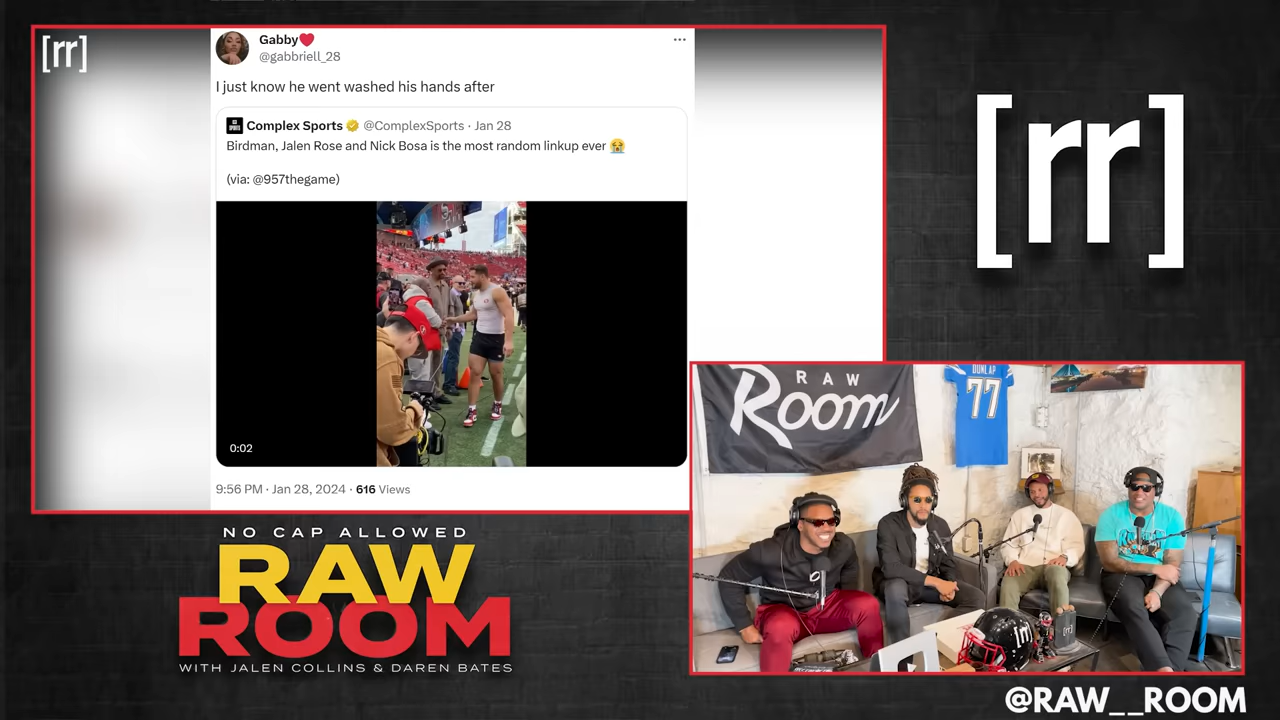 [rr]
Gabby❤️
@gabbriell_28
I just know he went washed his hands after
Complex Sports @ComplexSports · Jan 28
Birdman, Jalen Rose and Nick Bosa is the most random linkup ever 😭
(via: @957thegame)
0:02
9:56 PM · Jan 28, 2024 · 616 Views
[rr]
RAW
Room
DUNLAP
77
[rr]
NO CAP ALLOWED
RAW
ROOM
WITH JALEN COLLINS & DAREN BATES
@RAW__ROOM